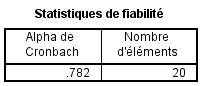 Statistiques de fiabilité
Alpha de Cronbach
Nombre d'éléments
.782
20